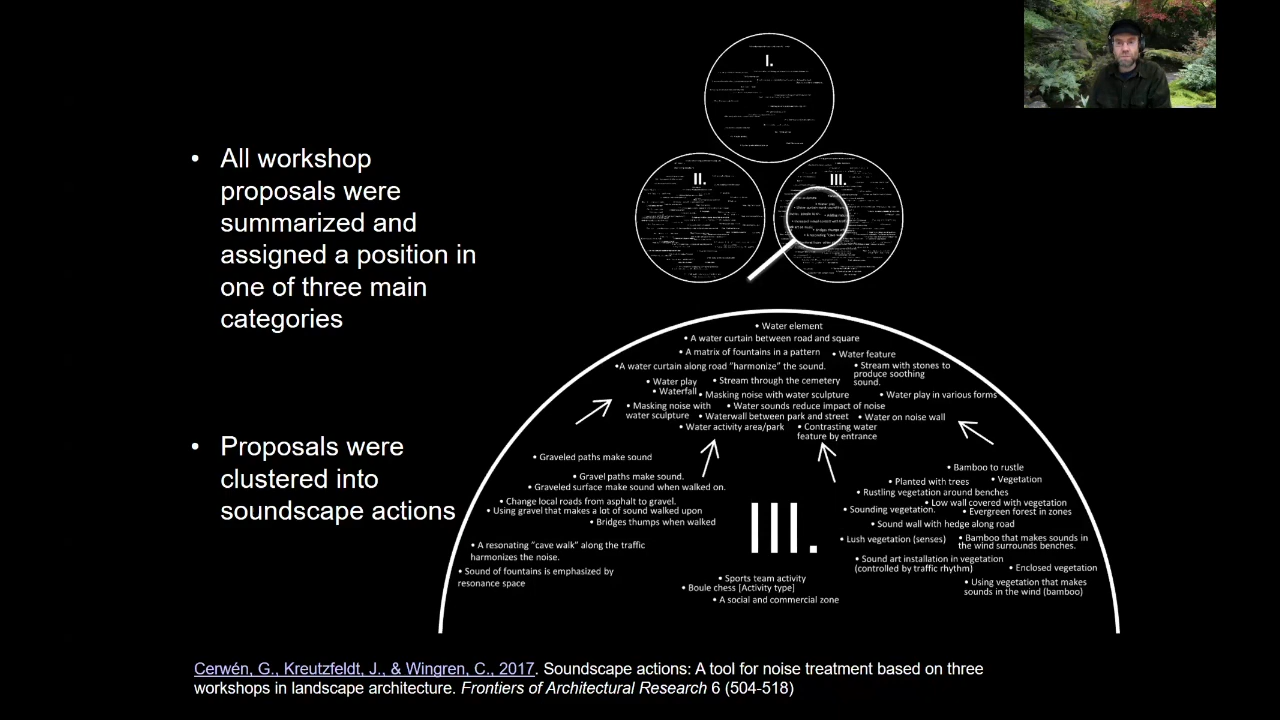 I.
II.
III.
• All workshop
proposals were
summarized and
assigned a position in
one of three main
categories
• Proposals were
clustered into
soundscape actions
• Water element
• A water curtain between road and square
• A matrix of fountains in a pattern
• Water feature
•A water curtain along road "harmonize" the sound.
• Stream with stones to
produce soothing
sound.
• Water play
• Stream through the cemetery
• Waterfall
• Masking noise with water sculpture
• Water play in various forms
• Masking noise with
water sculpture
• Water sounds reduce impact of noise
• Waterwall between park and street
• Water on noise wall
• Water activity area/park
• Contrasting water
feature by entrance
• Graveled paths make sound
• Gravel paths make sound.
• Graveled surface make sound when walked on.
• Change local roads from asphalt to gravel.
• Using gravel that makes a lot of sound walked upon
• Bridges thumps when walked
• A resonating "cave walk" along the traffic
harmonizes the noise.
• Sound of fountains is emphasized by
resonance space
III.
• Sports team activity
• Boule chess [Activity type]
• A social and commercial zone
• Bamboo to rustle
• Planted with trees
• Vegetation
• Rustling vegetation around benches
• Low wall covered with vegetation
• Sounding vegetation.
• Evergreen forest in zones
• Sound wall with hedge along road
• Lush vegetation (senses)
• Bamboo that makes sounds in
the wind surrounds benches.
• Sound art installation in vegetation
(controlled by traffic rhythm)
• Enclosed vegetation
• Using vegetation that makes
sounds in the wind (bamboo)
Cerwén, G., Kreutzfeldt, J., & Wingren, C., 2017. Soundscape actions: A tool for noise treatment based on three
workshops in landscape architecture. Frontiers of Architectural Research 6 (504-518)